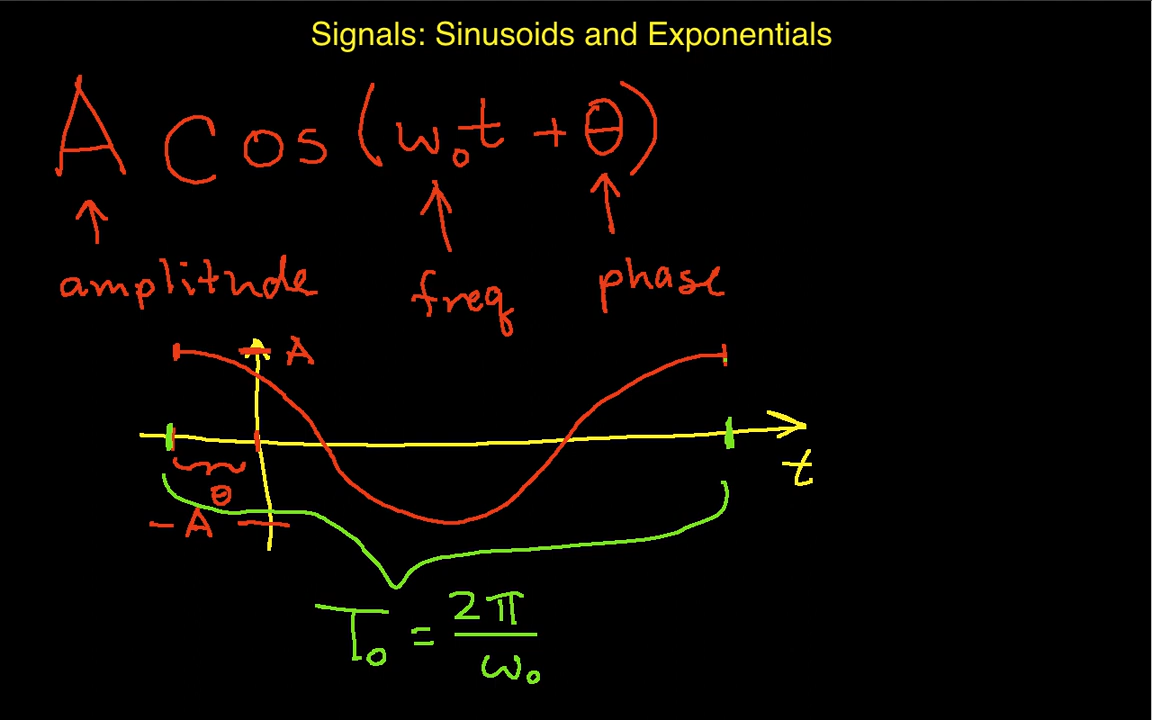 Signals: Sinusoids and Exponentials
A Cos (ω₀t + θ)
amplitude freq phase
A
t
θ
-A
T₀ = 2π/ω₀